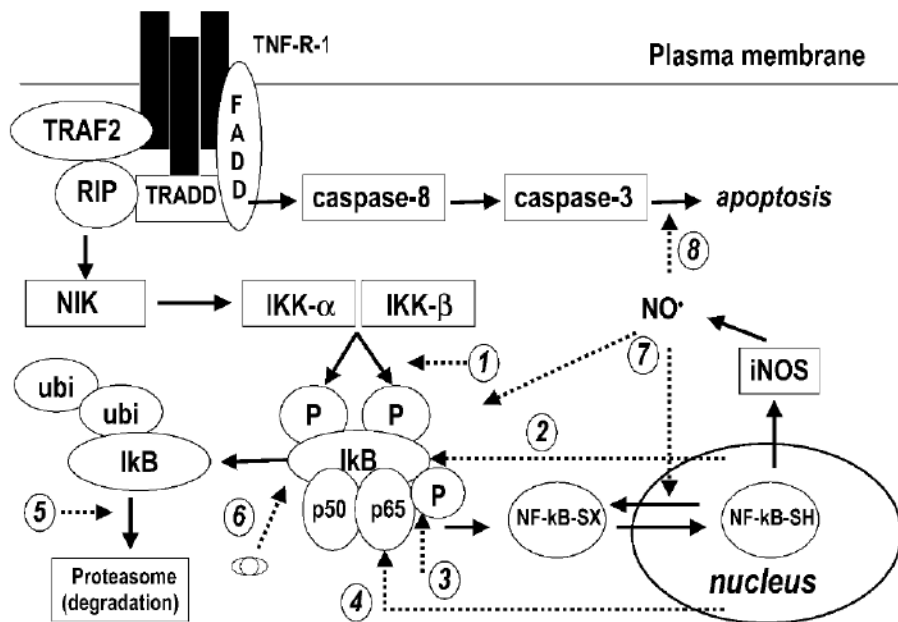 TNF-R-1
Plasma membrane
F
A
D
D
TRAF2
RIP
TRADD
caspase-8
caspase-3
apoptosis
8
NIK
IKK-α
IKK-β
NO•
7
1
iNOS
ubi
ubi
P
P
2
IkB
IkB
P
5
6
p50
p65
NF-kB-SX
NF-kB-SH
3
4
nucleus
Proteasome
(degradation)